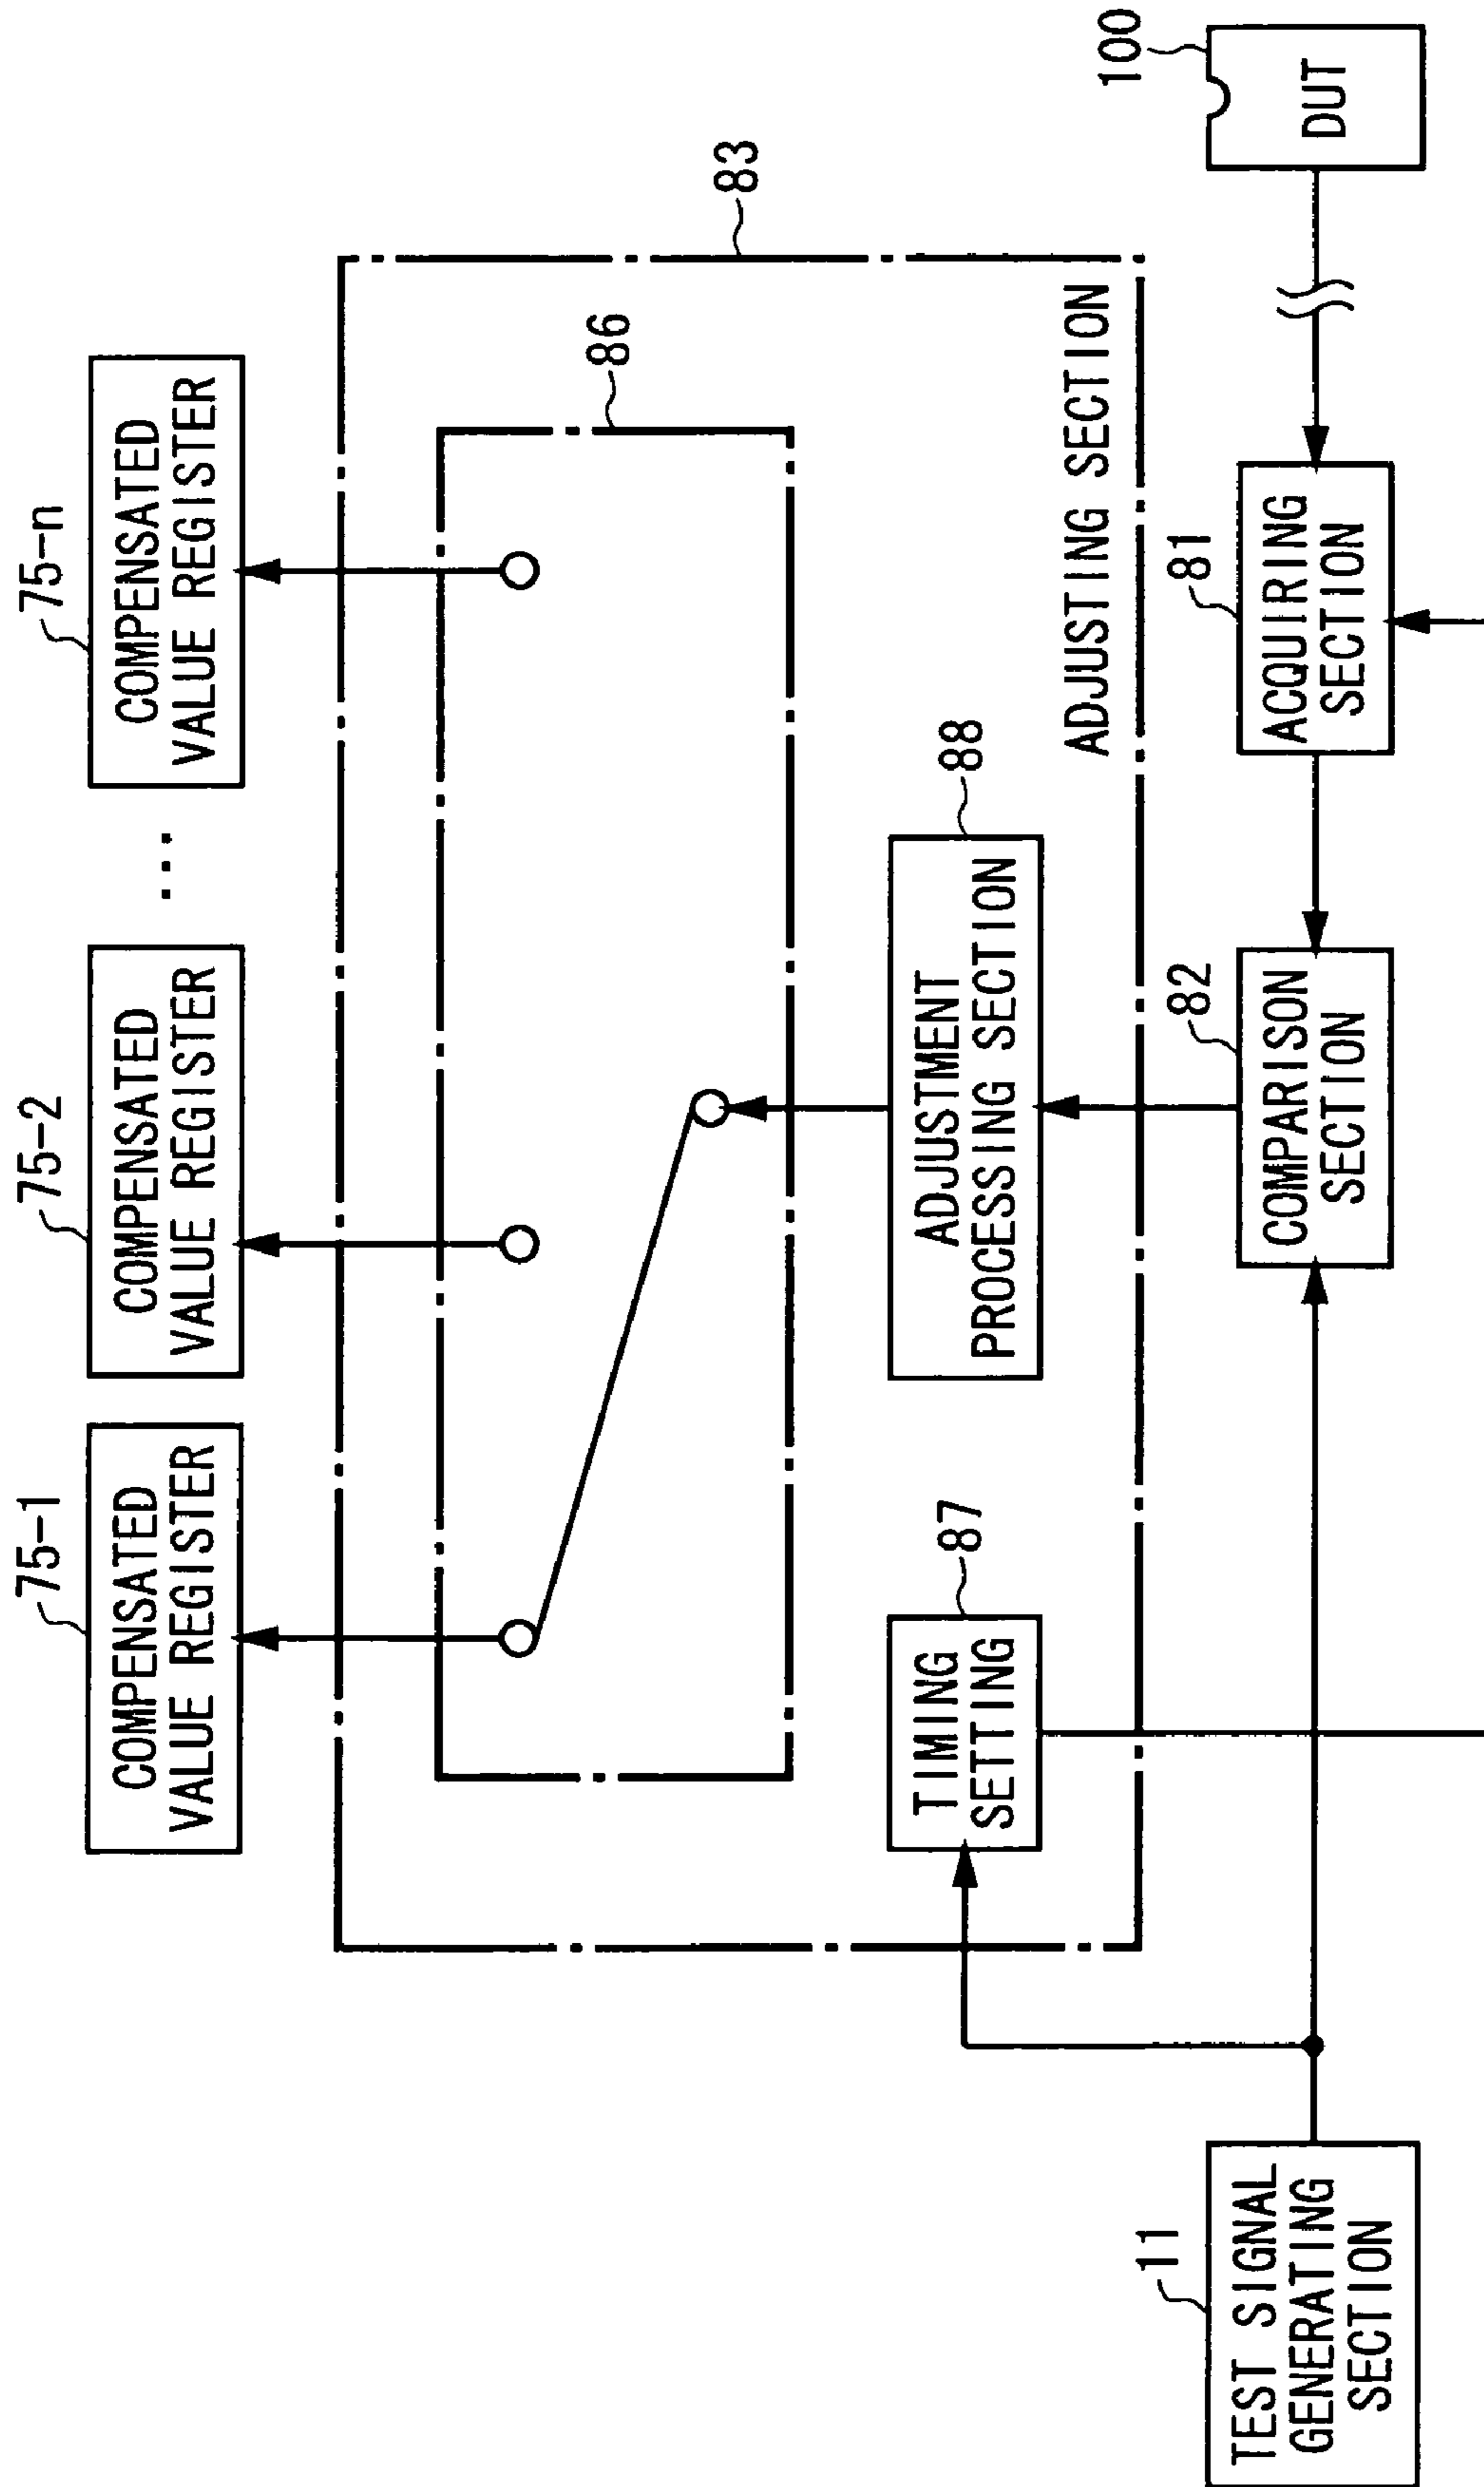 75-1
COMPENSATED
VALUE REGISTER
75-2
COMPENSATED
VALUE REGISTER
...
75-n
COMPENSATED
VALUE REGISTER
83
86
87
TIMING
SETTING
88
ADJUSTMENT
PROCESSING SECTION
ADJUSTING SECTION
11
TEST SIGNAL
GENERATING
SECTION
82
COMPARISON
SECTION
81
ACQUIRING
SECTION
100
DUT